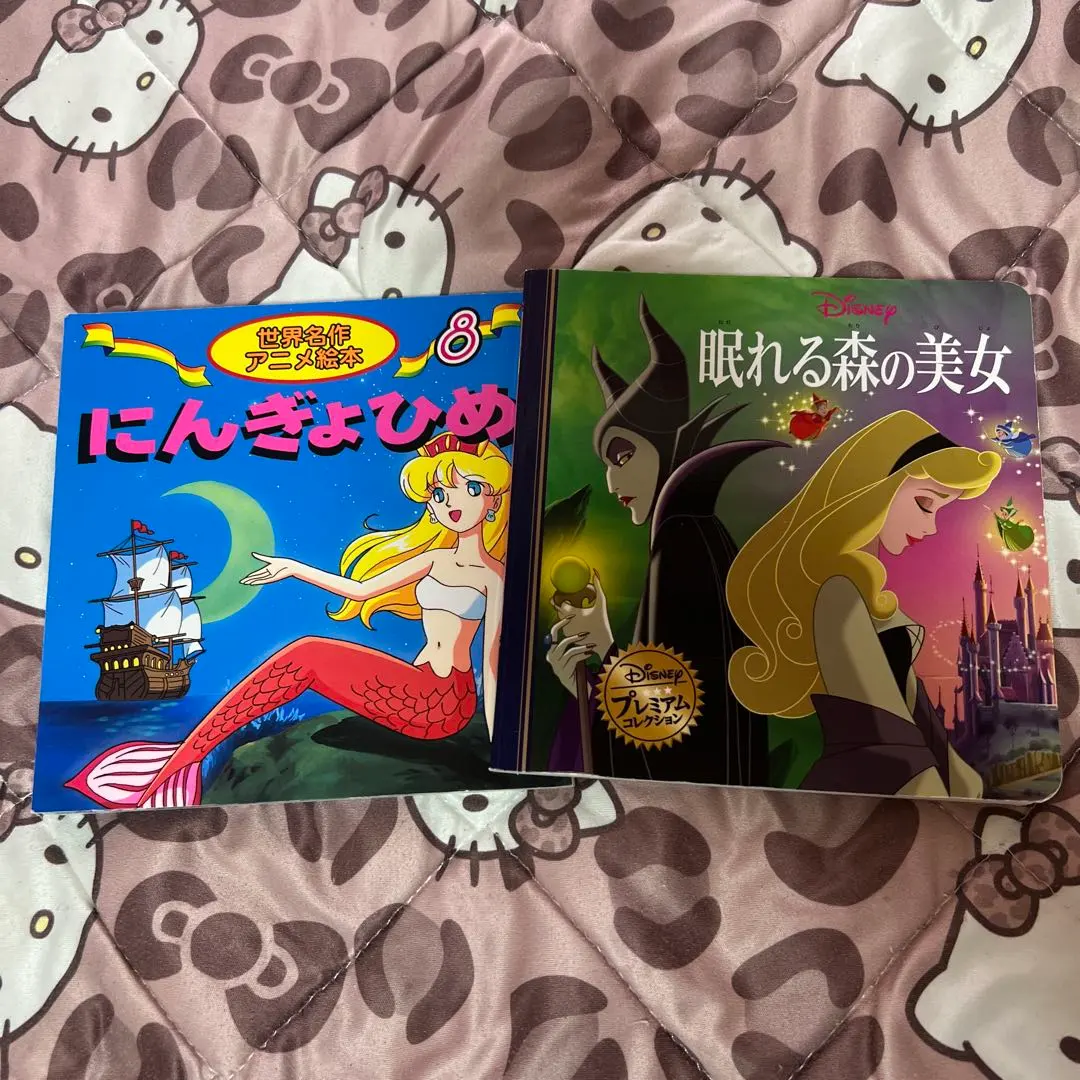 世界名作
アニメ絵本
8
にんぎょひめ
Disney
眠れる森の美女
Disney
プレミアム
コレクション